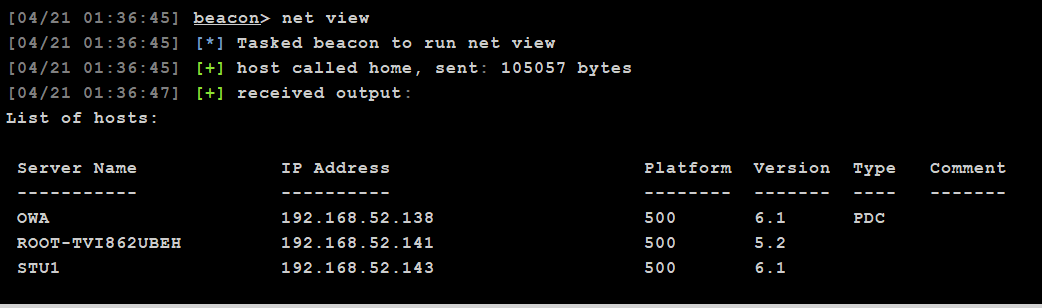 [04/21 01:36:45] beacon> net view
[04/21 01:36:45] [*] Tasked beacon to run net view
[04/21 01:36:45] [+] host called home, sent: 105057 bytes
[04/21 01:36:47] [+] received output:
List of hosts:
Server Name IP Address Platform Version Type Comment
----------- ---------- -------- ------- ---- -------
OWA 192.168.52.138 500 6.1 PDC
ROOT-TVI862UBEH 192.168.52.141 500 5.2
STU1 192.168.52.143 500 6.1